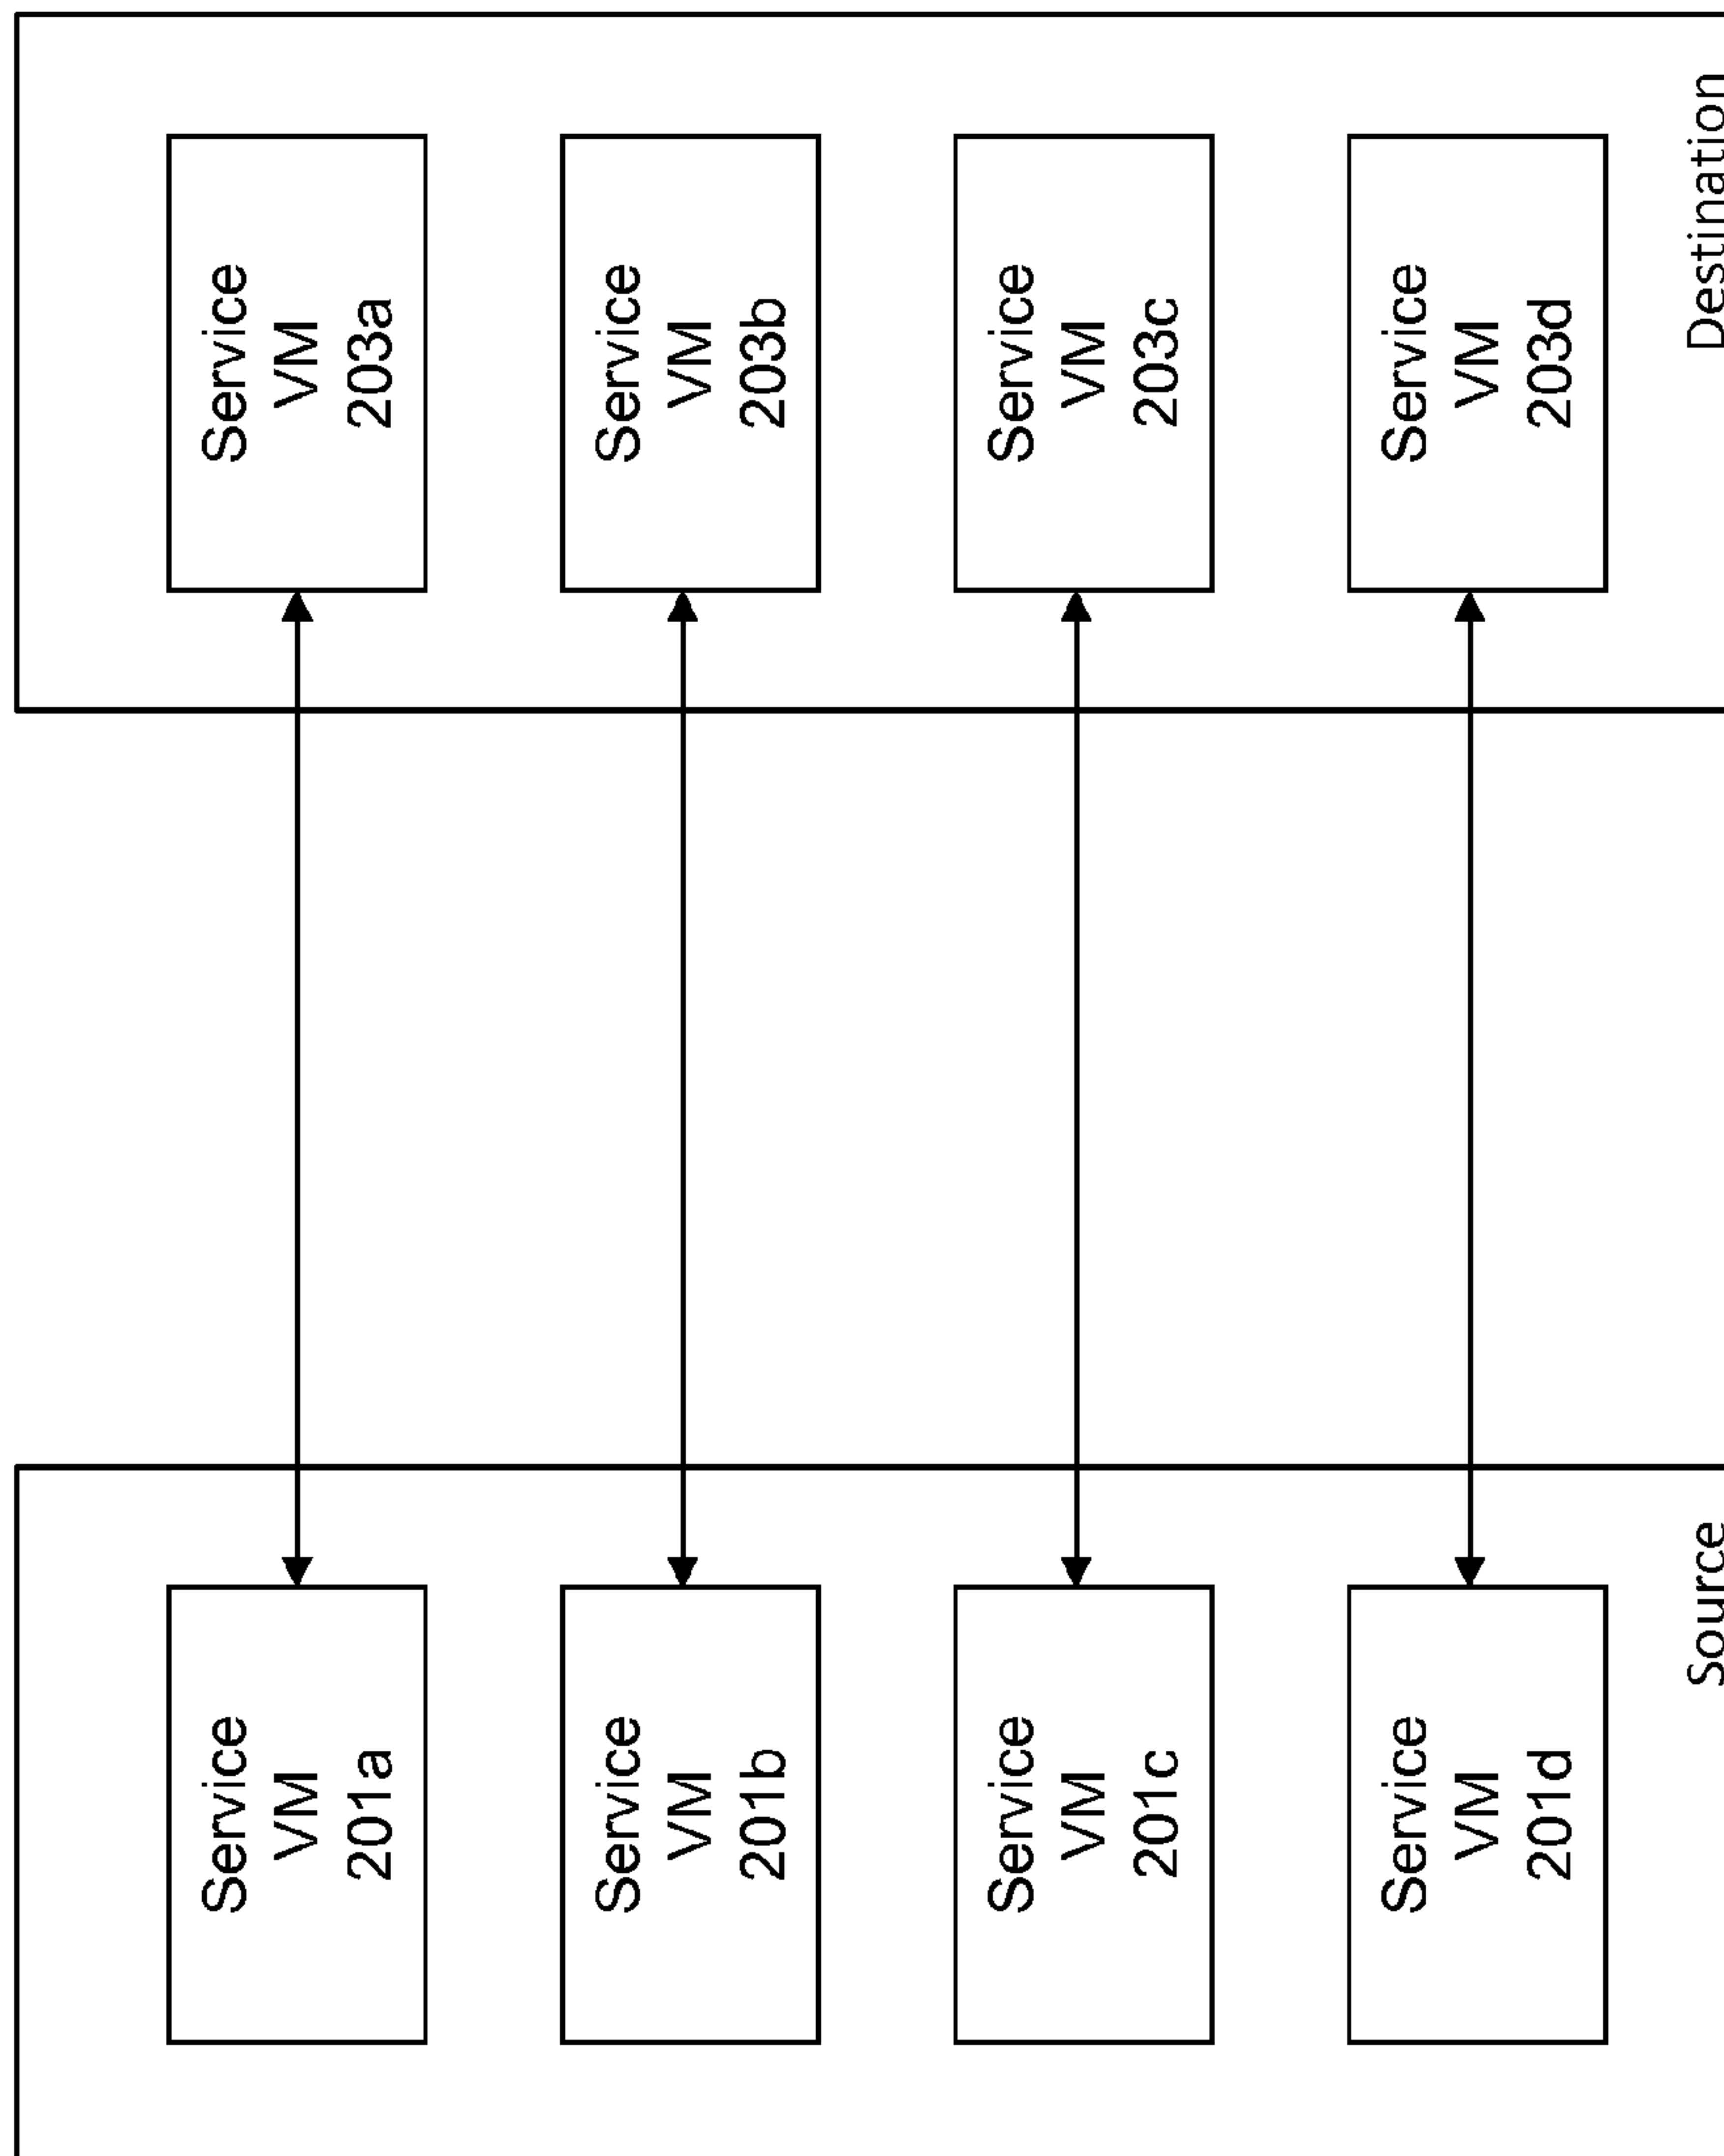 Service
VM
201a
Service
VM
203a
Service
VM
201b
Service
VM
203b
Service
VM
201c
Service
VM
203c
Service
VM
201d
Service
VM
203d
Source
Destination